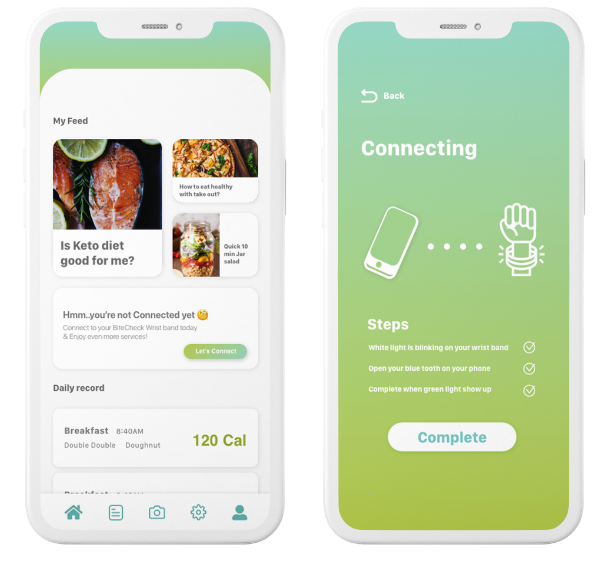 My Feed
Is Keto diet
good for me?
How to eat healthy
with take out?
Quick 10
min Jar
salad
Hmm..you're not Connected yet 🧐
Connect to your BiteCheck Wrist band today
& Enjoy even more services!
Let's Connect
Daily record
Breakfast 8:40AM
Double Double Doughnut
120 Cal
Back
Connecting
Steps
White light is blinking on your wrist band
Open your blue tooth on your phone
Complete when green light show up
Complete